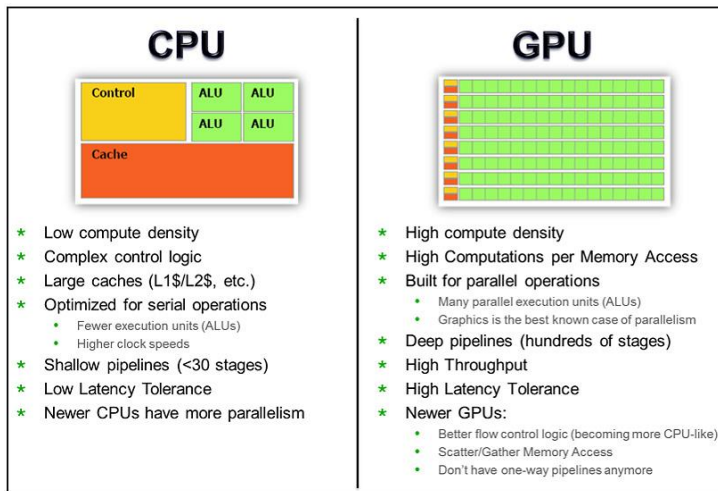 CPU
Control
ALU ALU
ALU ALU
Cache
* Low compute density
* Complex control logic
* Large caches (L1$/L2$, etc.)
* Optimized for serial operations
• Fewer execution units (ALUs)
• Higher clock speeds
* Shallow pipelines (<30 stages)
* Low Latency Tolerance
* Newer CPUs have more parallelism
GPU
* High compute density
* High Computations per Memory Access
* Built for parallel operations
• Many parallel execution units (ALUs)
• Graphics is the best known case of parallelism
* Deep pipelines (hundreds of stages)
* High Throughput
* High Latency Tolerance
* Newer GPUs:
• Better flow control logic (becoming more CPU-like)
• Scatter/Gather Memory Access
• Don't have one-way pipelines anymore